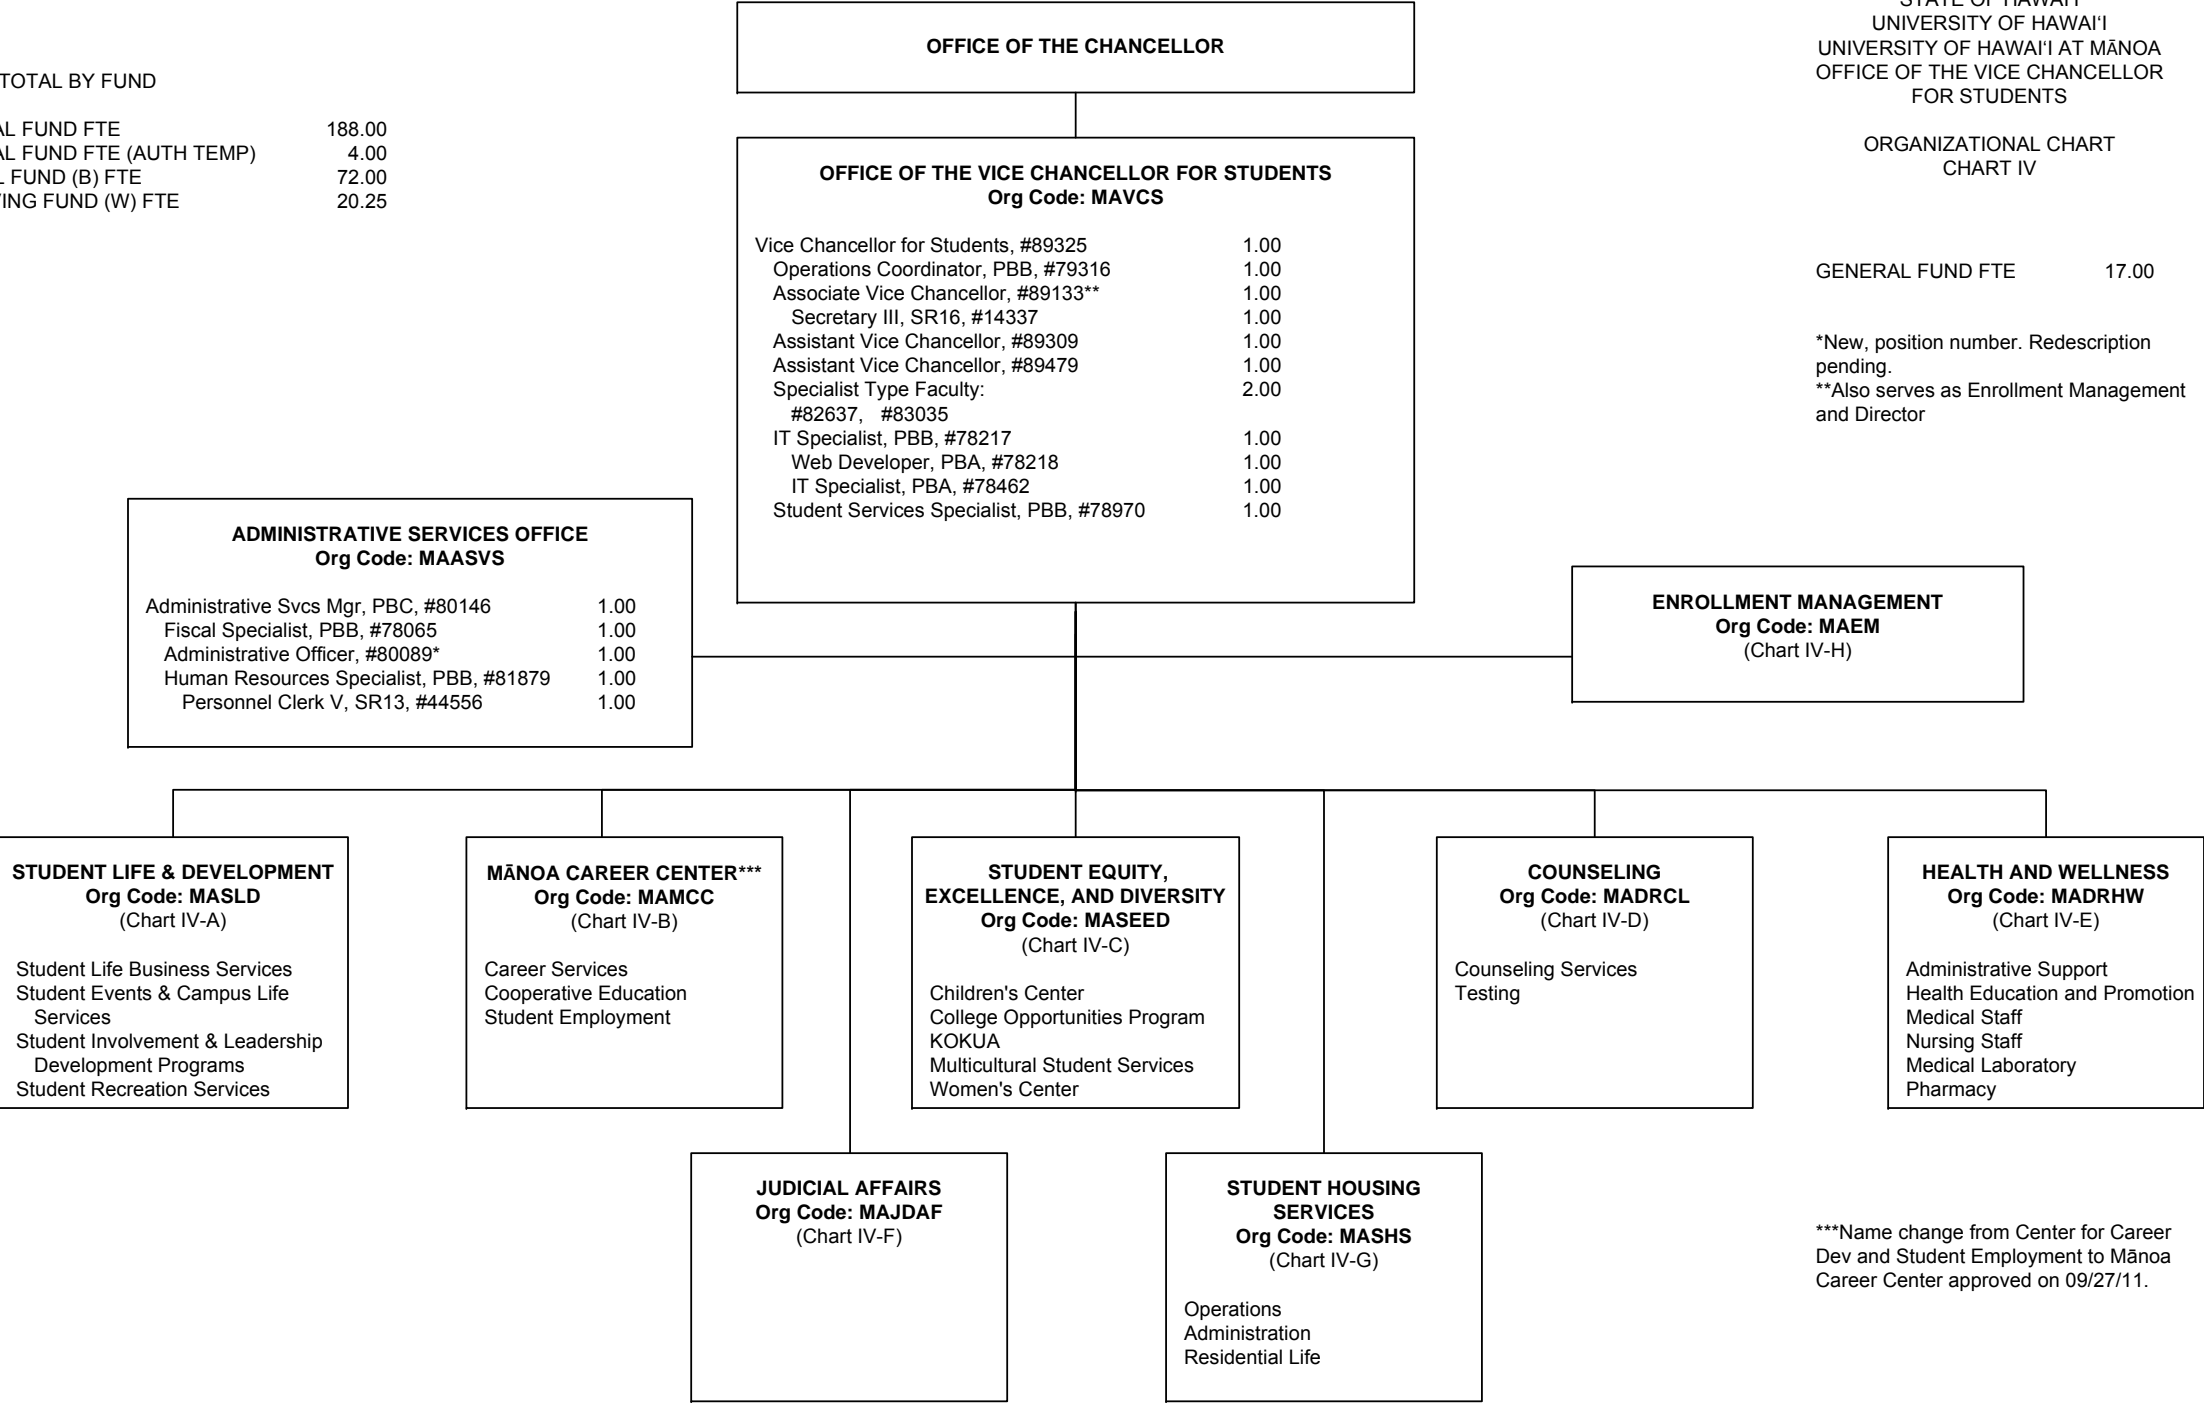 OFFICE OF THE CHANCELLOR
STATE OF HAWAI‘I
UNIVERSITY OF HAWAI‘I
UNIVERSITY OF HAWAI‘I AT MĀNOA
OFFICE OF THE VICE CHANCELLOR
FOR STUDENTS
ORGANIZATIONAL CHART
CHART IV
GENERAL FUND FTE 17.00
*New, position number. Redescription
pending.
**Also serves as Enrollment Management
and Director
TOTAL BY FUND
FUND FTE 188.00
FUND FTE (AUTH TEMP) 4.00
FUND (B) FTE 72.00
FUND (W) FTE 20.25
OFFICE OF THE VICE CHANCELLOR FOR STUDENTS
Org Code: MAVCS
Vice Chancellor for Students, #89325 1.00
Operations Coordinator, PBB, #79316 1.00
Associate Vice Chancellor, #89133** 1.00
Secretary III, SR16, #14337 1.00
Assistant Vice Chancellor, #89309 1.00
Assistant Vice Chancellor, #89479 1.00
Specialist Type Faculty: 2.00
#82637, #83035
IT Specialist, PBB, #78217 1.00
Web Developer, PBA, #78218 1.00
IT Specialist, PBA, #78462 1.00
Student Services Specialist, PBB, #78970 1.00
ADMINISTRATIVE SERVICES OFFICE
Org Code: MAASVS
Administrative Svcs Mgr, PBC, #80146 1.00
Fiscal Specialist, PBB, #78065 1.00
Administrative Officer, #80089* 1.00
Human Resources Specialist, PBB, #81879 1.00
Personnel Clerk V, SR13, #44556 1.00
ENROLLMENT MANAGEMENT
Org Code: MAEM
(Chart IV-H)
STUDENT LIFE & DEVELOPMENT
Org Code: MASLD
(Chart IV-A)
Student Life Business Services
Student Events & Campus Life
Services
Student Involvement & Leadership
Development Programs
Student Recreation Services
MĀNOA CAREER CENTER***
Org Code: MAMCC
(Chart IV-B)
Career Services
Cooperative Education
Student Employment
STUDENT EQUITY,
EXCELLENCE, AND DIVERSITY
Org Code: MASEED
(Chart IV-C)
Children's Center
College Opportunities Program
KOKUA
Multicultural Student Services
Women's Center
COUNSELING
Org Code: MADRCL
(Chart IV-D)
Counseling Services
Testing
HEALTH AND WELLNESS
Org Code: MADRHW
(Chart IV-E)
Administrative Support
Health Education and Promotion
Medical Staff
Nursing Staff
Medical Laboratory
Pharmacy
JUDICIAL AFFAIRS
Org Code: MAJDAF
(Chart IV-F)
STUDENT HOUSING
SERVICES
Org Code: MASHS
(Chart IV-G)
Operations
Administration
Residential Life
***Name change from Center for Career
Dev and Student Employment to Mānoa
Career Center approved on 09/27/11.